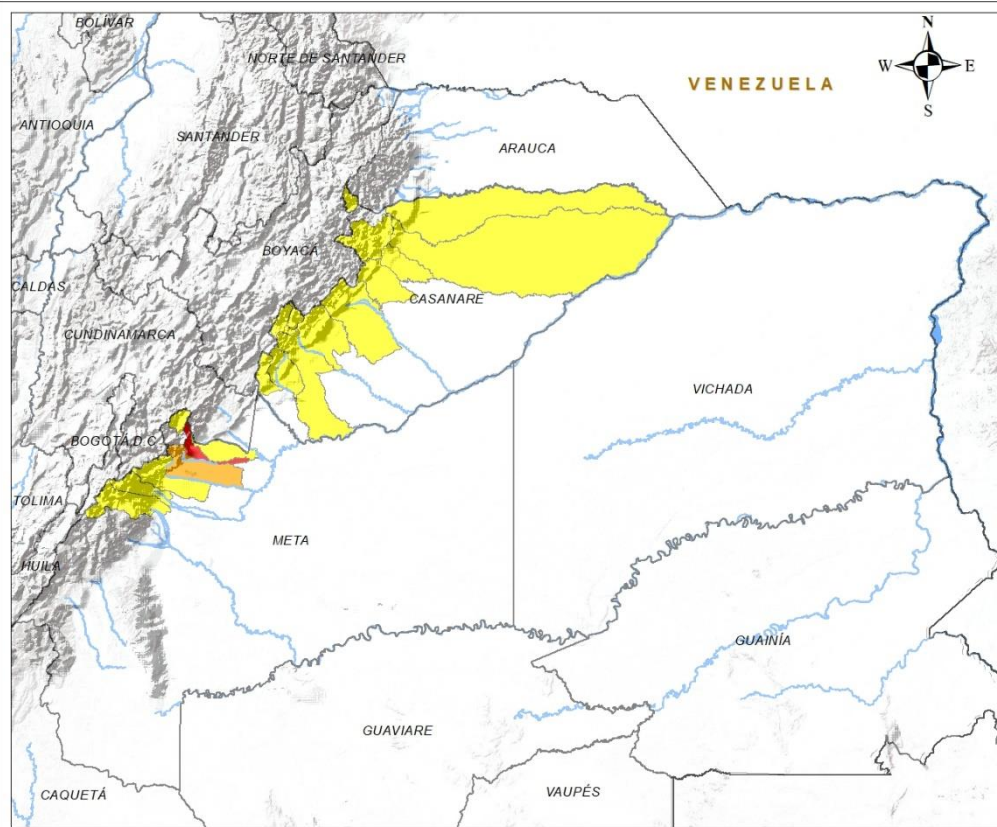 BOLÍVAR
N
NORTE DE SANTANDER
W
E
VENEZUELA
S
ANTIOQUIA
SANTANDER
ARAUCA
BOYACÁ
CALDAS
CASANARE
CUNDINAMARCA
VICHADA
BOGOTÁ D.C
TOLIMA
META
HUILA
GUAINÍA
GUAVIARE
CAQUETÁ
VAUPÉS